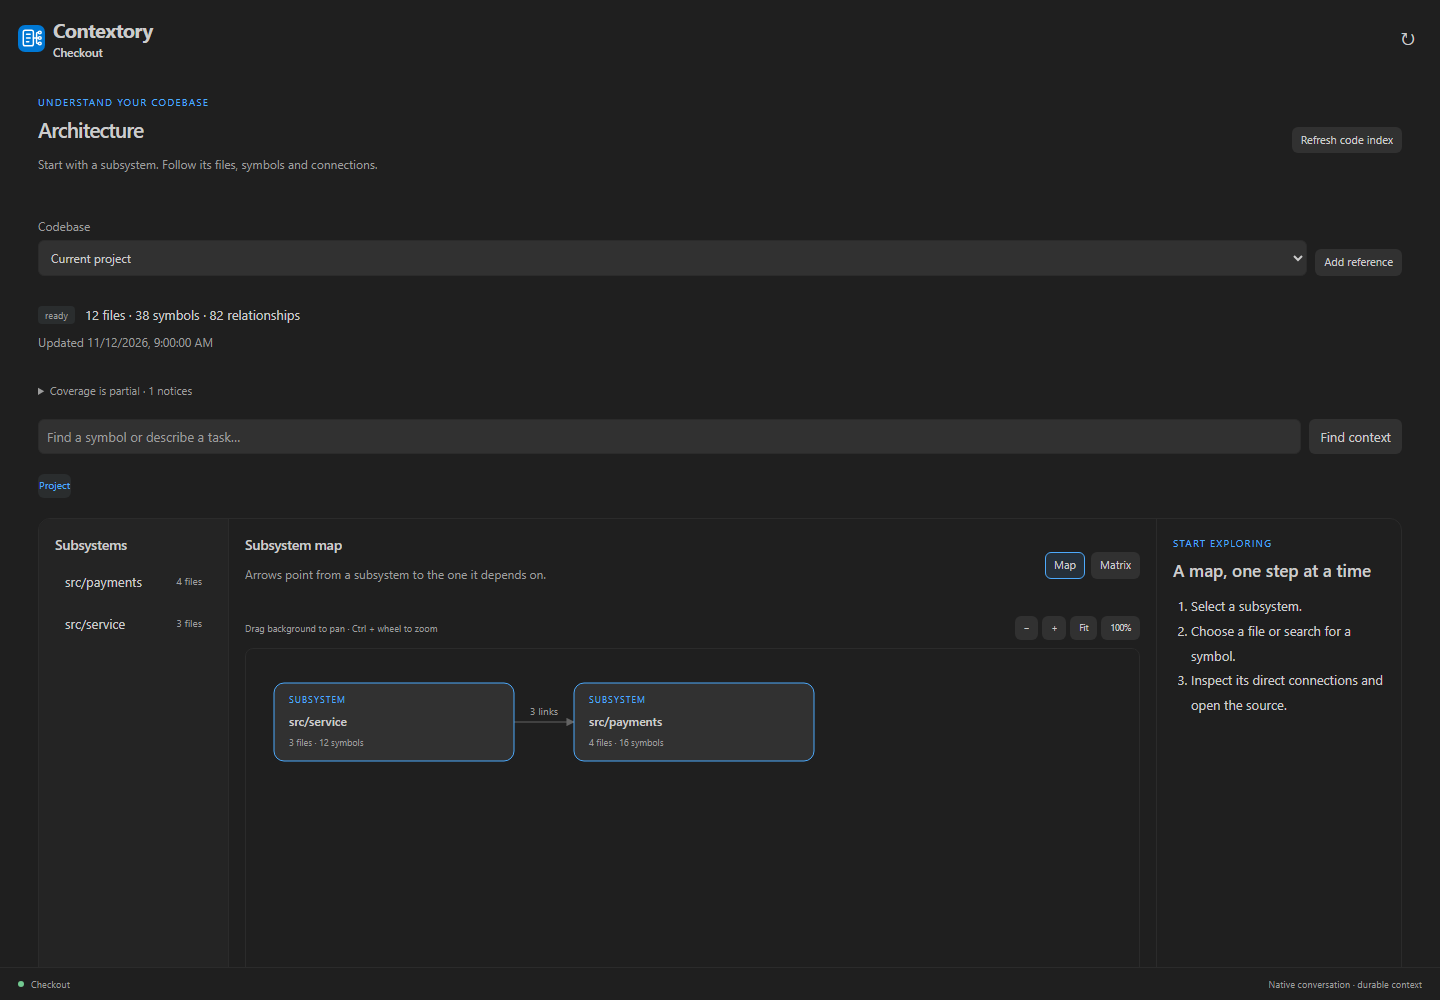 Contextory
Checkout
↻
UNDERSTAND YOUR CODEBASE
Architecture
Start with a subsystem. Follow its files, symbols and connections.
Refresh code index
Codebase
Current project
Add reference
ready 12 files · 38 symbols · 82 relationships
Updated 11/12/2026, 9:00:00 AM
Coverage is partial · 1 notices
Find a symbol or describe a task...
Find context
Project
Subsystems
src/payments 4 files
src/service 3 files
Subsystem map
Arrows point from a subsystem to the one it depends on.
Map
Matrix
Drag background to pan · Ctrl + wheel to zoom
− + Fit 100%
SUBSYSTEM
src/service
3 files · 12 symbols
3 links
SUBSYSTEM
src/payments
4 files · 16 symbols
START EXPLORING
A map, one step at a time
1. Select a subsystem.
2. Choose a file or search for a
symbol.
3. Inspect its direct connections and
open the source.
Checkout
Native conversation · durable context